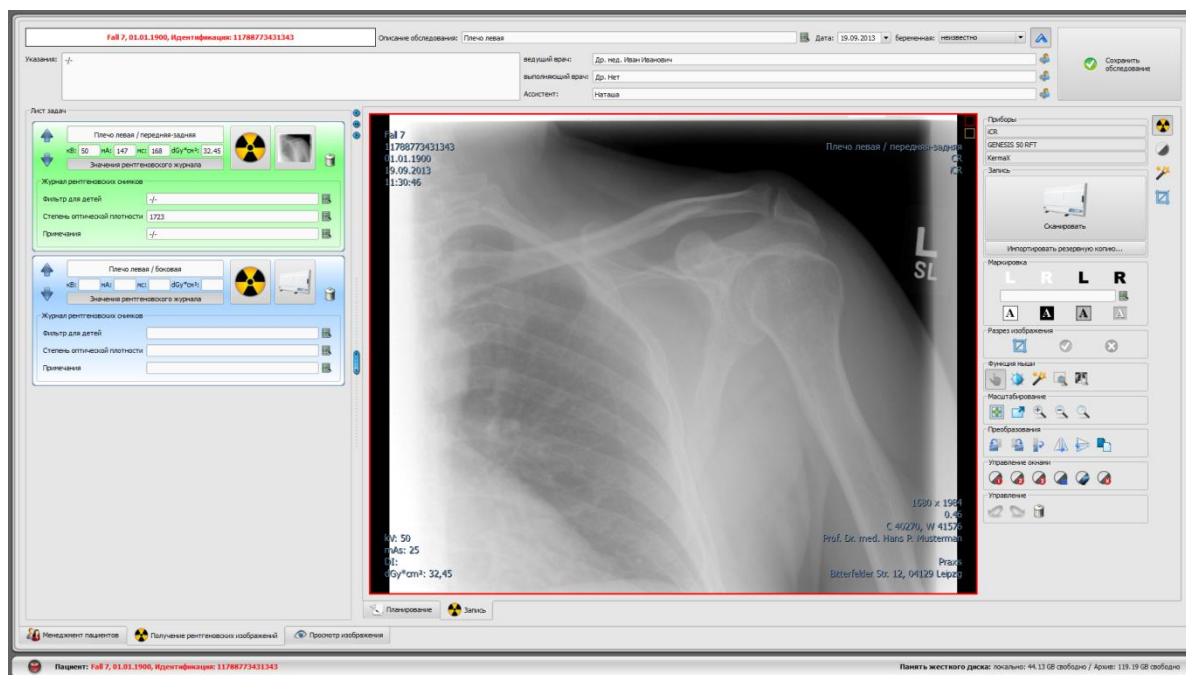 Fall 7, 01.01.1900, Идентификация: 11788773431343
Описание обследования: Плечо левая
Дата: 19.09.2013
беременная: неизвестно
Указания: -/-
ведущий врач: Др. мед. Иван Иванович
выполняющий врач: Др. Нет
Ассистент: Наташа
Сохранить
обследование
Лист задач
Плечо левая / передняя-задняя
кВ: 50 мА: 147 мс: 168 dGy*cm²: 32,45
Значения рентгеновского журнала
Журнал рентгеновских снимков
Фильтр для детей -/-
Степень оптической плотности 1723
Примечания -/-
Плечо левая / боковая
кВ: мА: мс: dGy*cm²:
Значения рентгеновского журнала
Журнал рентгеновских снимков
Фильтр для детей
Степень оптической плотности
Примечания
Fall 7
11788773431343
01.01.1900
19.09.2013
11:30:46
Плечо левая / передняя-задняя
CR
iCR
L
SL
kV: 50
mAs: 25
DI:
dGy*cm²: 32,45
1680 x 1984
0.46
C 40270, W 41576
Prof. Dr. med. Hans P. Musterman
Praxis
Bitterfelder Str. 12, 04129 Leipzig
Приборы
iCR
GENESIS 50 RFT
KermaX
Запись
Сканировать
Импортировать резервную копию...
Маркировка
L R L R
A A A A
Разрез изображения
Функция мыши
Масштабирование
Преобразования
Управление окнами
Управление
Планирование
Запись
Менеджмент пациентов
Получение рентгеновских изображений
Просмотр изображения
Пациент: Fall 7, 01.01.1900, Идентификация: 11788773431343
Память жесткого диска: локально: 44.13 GB свободно / Архив: 119.19 GB свободно